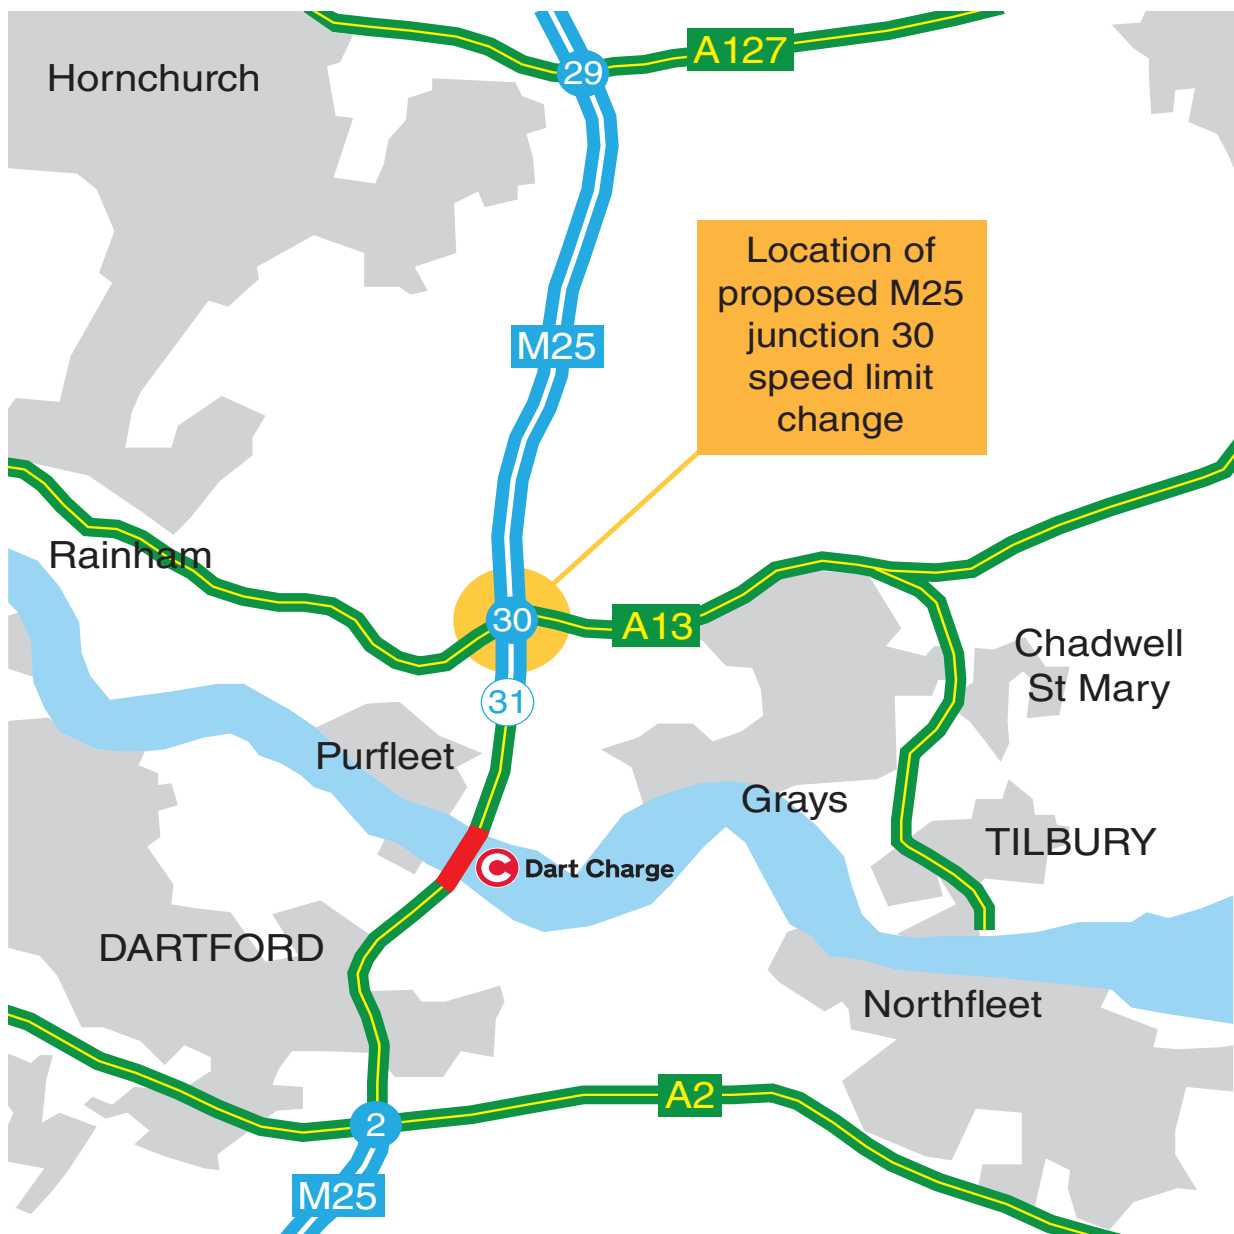 A127
29
Hornchurch
Location of
proposed M25
junction 30
speed limit
change
M25
Rainham
30
A13
Chadwell
St Mary
31
Purfleet
Grays
TILBURY
C Dart Charge
DARTFORD
Northfleet
A2
2
M25